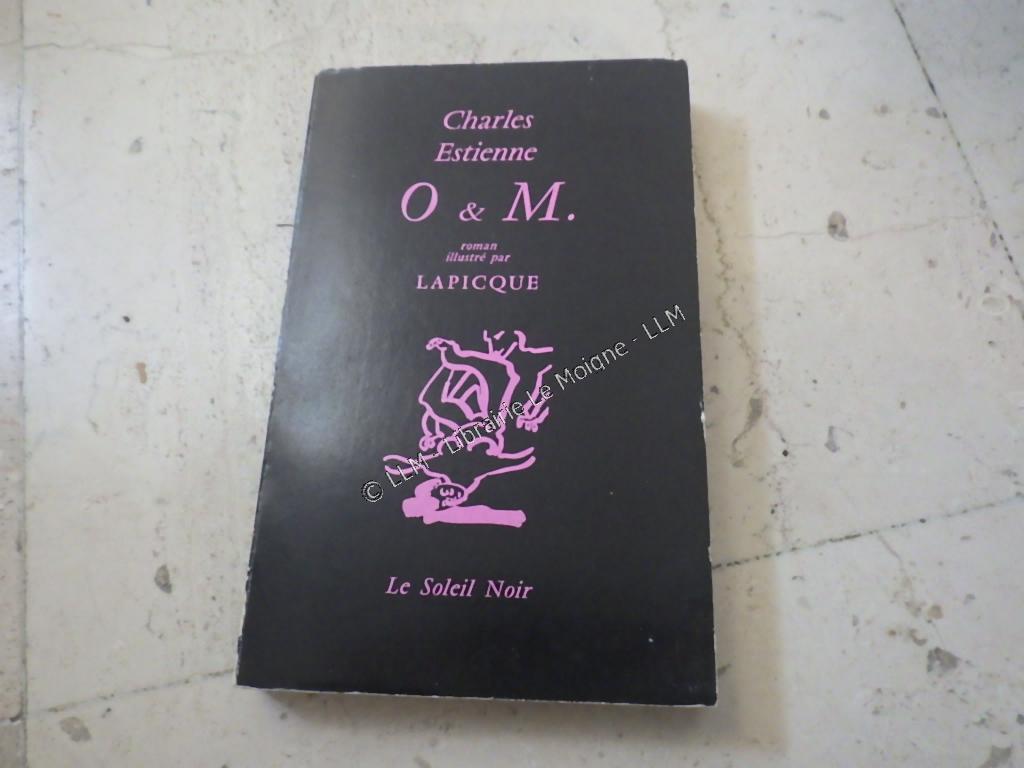 Charles
Estienne
O & M.
roman
illustré par
LAPICQUE
© LLM - Librairie Le Moigne - LLM
Le Soleil Noir